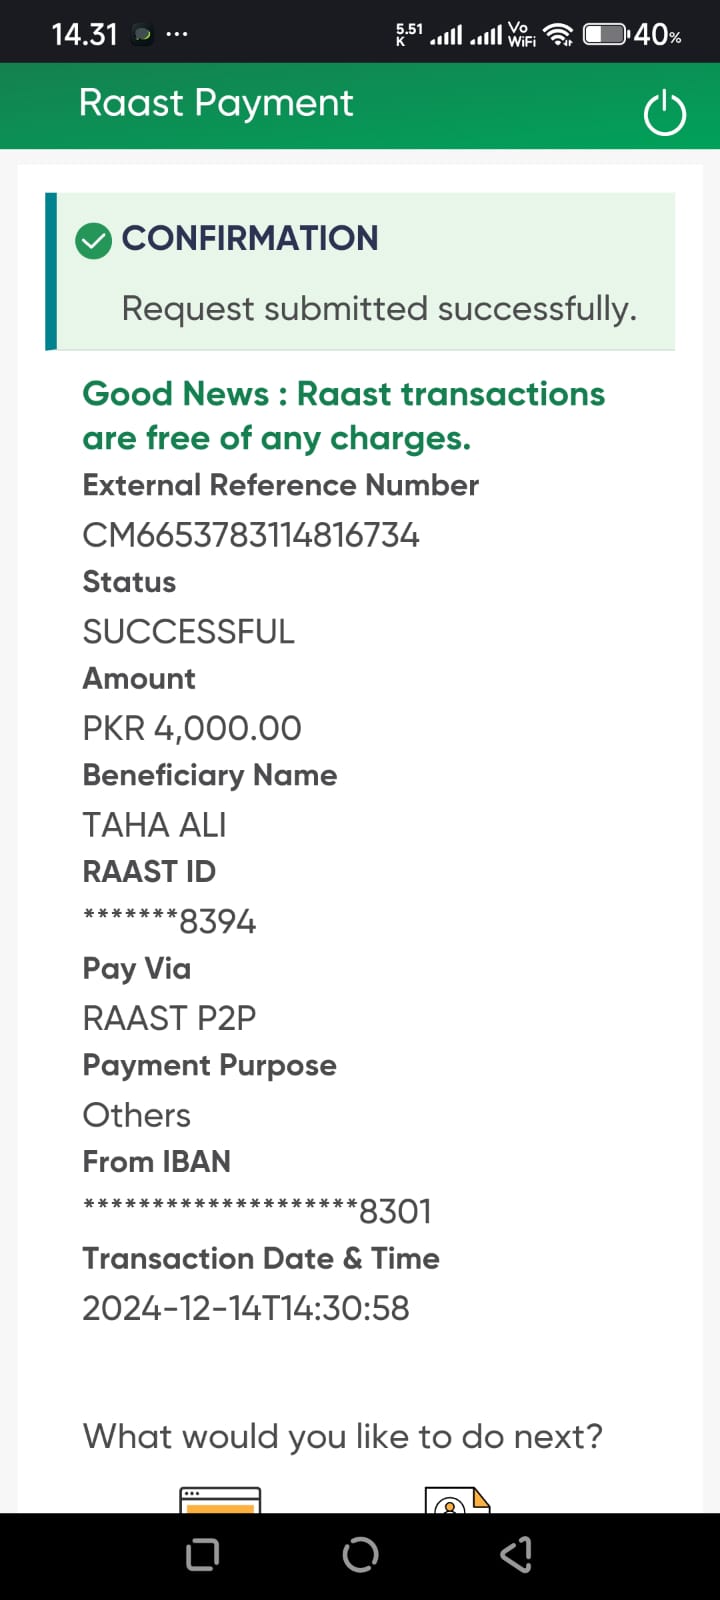 14.31 ... 5.51 K Vo WiFi 40%
Raast Payment
CONFIRMATION
Request submitted successfully.
Good News : Raast transactions
are free of any charges.
External Reference Number
CM6653783114816734
Status
SUCCESSFUL
Amount
PKR 4,000.00
Beneficiary Name
TAHA ALI
RAAST ID
*******8394
Pay Via
RAAST P2P
Payment Purpose
Others
From IBAN
********************8301
Transaction Date & Time
2024-12-14T14:30:58
What would you like to do next?